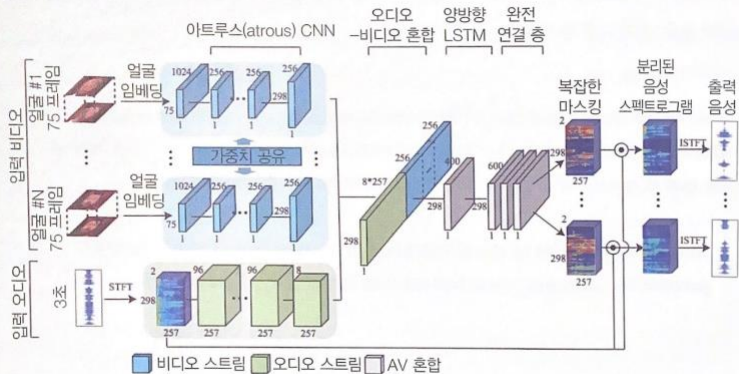 아트루스(atrous) CNN
오디오
-비디오 혼합
양방향
LSTM
완전
연결 층
복잡한
마스킹
분리된
음성
스펙트로그램
출력
음성
입력 비디오
얼굴 #1
75 프레임
얼굴
임베딩
1024 256 256 256
75 298
1 1 1 1
가중치 공유
얼굴 #N
75 프레임
얼굴
임베딩
1024 256 256 256
75 298
1 1 1 1
8*257 256 256
298 298
1
400
298
1
600
1 1 1
2
298
257
ISTFT
2
298
257
ISTFT
입력 오디오
3초
STFT
2 96 96 8
298
257 257 257 257
비디오 스트림
오디오 스트림
AV 혼합